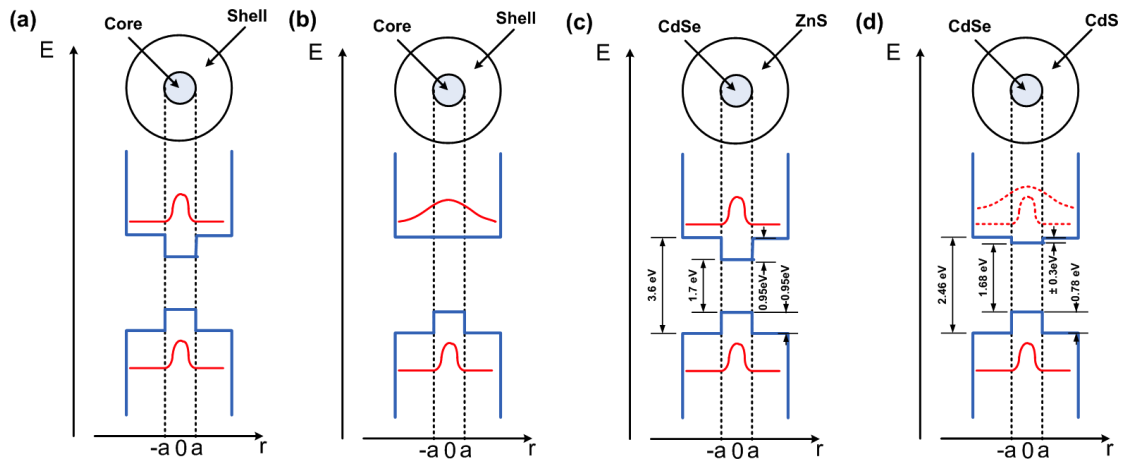 (a)
Core
Shell
E
-a 0 a
r
(b)
Core
Shell
E
-a 0 a
r
(c)
CdSe
ZnS
E
3.6 eV
1.7 eV
0.95eV
0.95eV
-a 0 a
r
(d)
CdSe
CdS
E
2.46 eV
1.68 eV
± 0.3eV
0.78 eV
-a 0 a
r